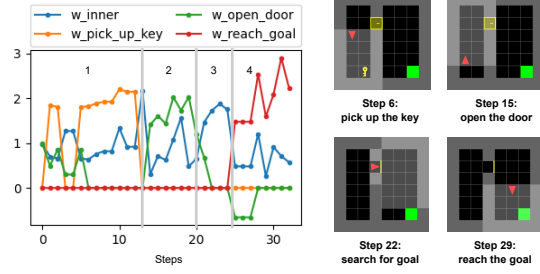 w_inner
w_open_door
w_pick_up_key
w_reach_goal
1
2
3
4
3
2
1
0
0
10
20
30
Steps
Step 6:
pick up the key
Step 15:
open the door
Step 22:
search for goal
Step 29:
reach the goal